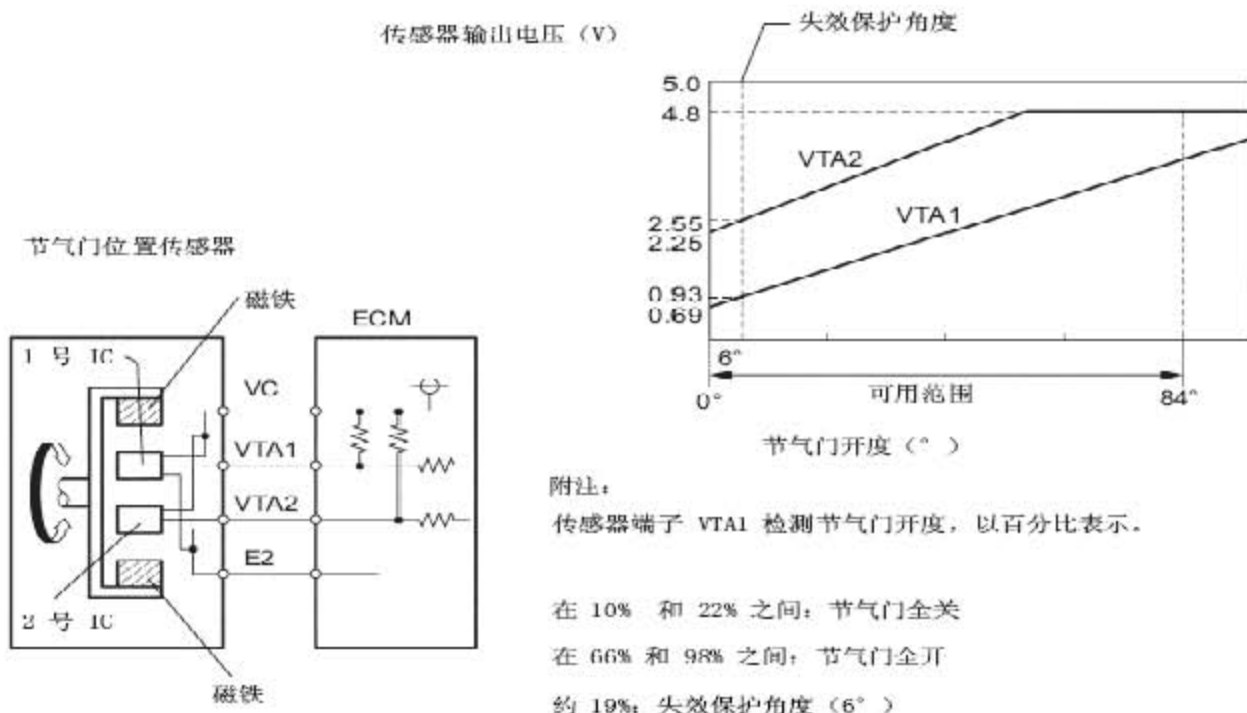 传感器输出电压（V）
失效保护角度
5.0
4.8
VTA2
VTA1
2.55
2.25
0.93
0.69
6°
可用范围
0°
84°
节气门开度（° ）
节气门位置传感器
磁铁
ECM
1 号 IC
VC
VTA1
VTA2
E2
2 号 IC
磁铁
附注：
传感器端子 VTA1 检测节气门开度，以百分比表示。
在 10% 和 22% 之间：节气门全关
在 66% 和 98% 之间：节气门全开
约 19%：失效保护角度（6° ）